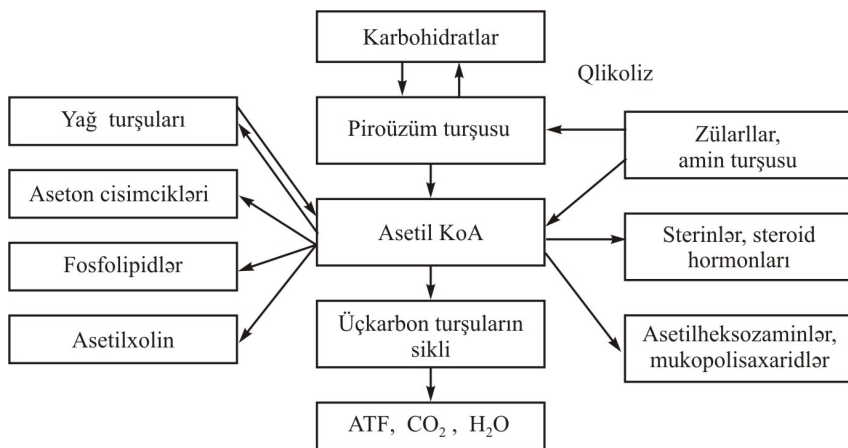 Karbohidratlar
Qlikoliz
Yağ turşuları
Piroüzüm turşusu
Zülarllar,
amin turşusu
Aseton cisimcikləri
Asetil KoA
Sterinlər, steroid
hormonları
Fosfolipidlər
Asetilxolin
Üçkarbon turşuların
sikli
Asetilheksozaminlər,
mukopolisaxaridlər
ATF, CO₂ , H₂O